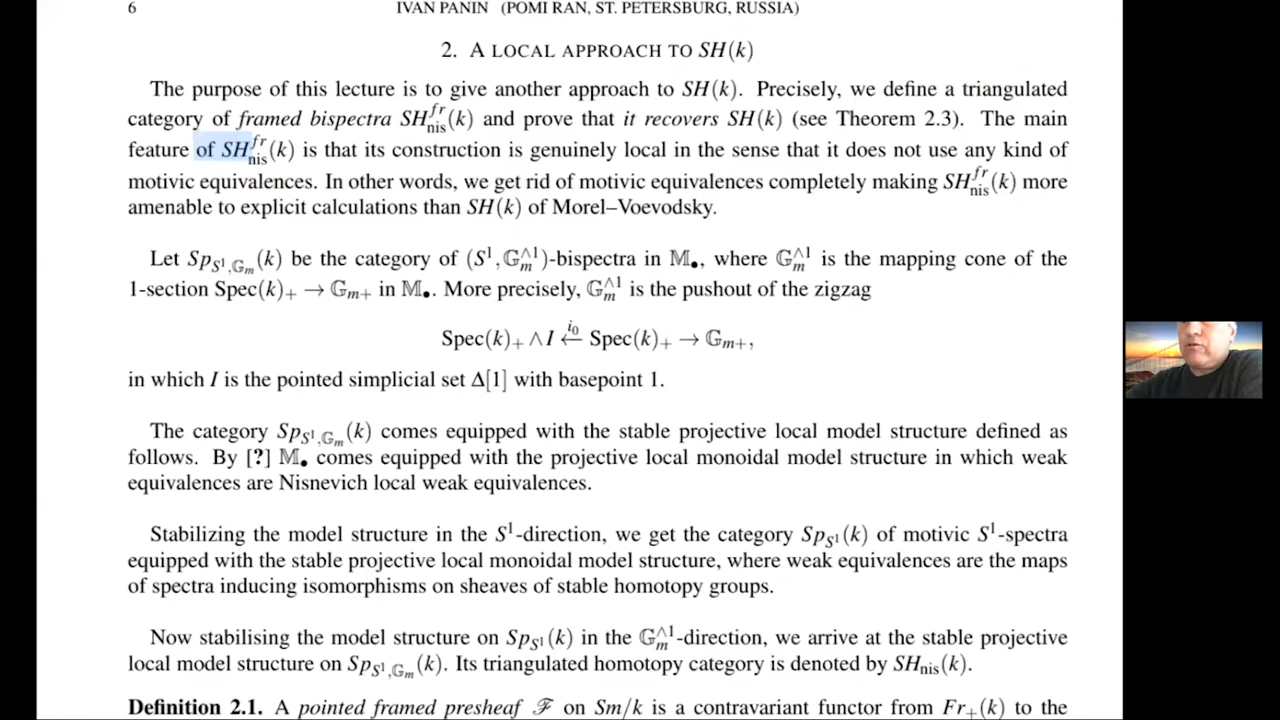 6 IVAN PANIN (POMI RAN, ST. PETERSBURG, RUSSIA)
2. A LOCAL APPROACH TO SH(k)
The purpose of this lecture is to give another approach to SH(k). Precisely, we define a triangulated
category of framed bispectra SH^{fr}_{nis}(k) and prove that it recovers SH(k) (see Theorem 2.3). The main
feature of SH^{fr}_{nis}(k) is that its construction is genuinely local in the sense that it does not use any kind of
motivic equivalences. In other words, we get rid of motivic equivalences completely making SH^{fr}_{nis}(k) more
amenable to explicit calculations than SH(k) of Morel–Voevodsky.
Let Sp_{S^1,𝔾_m}(k) be the category of (S^1, 𝔾_m^{∧1})-bispectra in 𝕄_•, where 𝔾_m^{∧1} is the mapping cone of the
1-section Spec(k)_+ → 𝔾_{m+} in 𝕄_•. More precisely, 𝔾_m^{∧1} is the pushout of the zigzag
Spec(k)_+ ∧ I \xleftarrow{i_0} Spec(k)_+ → 𝔾_{m+},
in which I is the pointed simplicial set Δ[1] with basepoint 1.
The category Sp_{S^1,𝔾_m}(k) comes equipped with the stable projective local model structure defined as
follows. By [?] 𝕄_• comes equipped with the projective local monoidal model structure in which weak
equivalences are Nisnevich local weak equivalences.
Stabilizing the model structure in the S^1-direction, we get the category Sp_{S^1}(k) of motivic S^1-spectra
equipped with the stable projective local monoidal model structure, where weak equivalences are the maps
of spectra inducing isomorphisms on sheaves of stable homotopy groups.
Now stabilising the model structure on Sp_{S^1}(k) in the 𝔾_m^{∧1}-direction, we arrive at the stable projective
local model structure on Sp_{S^1,𝔾_m}(k). Its triangulated homotopy category is denoted by SH_{nis}(k).
Definition 2.1. A pointed framed presheaf ℱ on Sm/k is a contravariant functor from Fr_+(k) to the